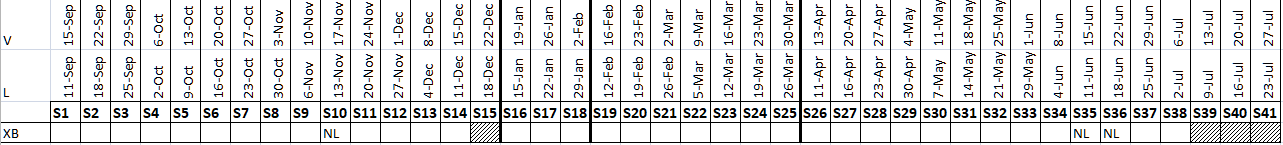 V 15-Sep 22-Sep 29-Sep 6-Oct 13-Oct 20-Oct 27-Oct 3-Nov 10-Nov 17-Nov 24-Nov 1-Dec 8-Dec 15-Dec 22-Dec 19-Jan 26-Jan 2-Feb 16-Feb 23-Feb 2-Mar 9-Mar 16-Mar 23-Mar 30-Mar 13-Apr 20-Apr 27-Apr 4-May 11-May 18-May 25-May 1-Jun 8-Jun 15-Jun 22-Jun 29-Jun 6-Jul 13-Jul 20-Jul 27-Jul
L 11-Sep 18-Sep 25-Sep 2-Oct 9-Oct 16-Oct 23-Oct 30-Oct 6-Nov 13-Nov 20-Nov 27-Nov 4-Dec 11-Dec 18-Dec 15-Jan 22-Jan 29-Jan 12-Feb 19-Feb 26-Feb 5-Mar 12-Mar 19-Mar 26-Mar 11-Apr 16-Apr 23-Apr 30-Apr 7-May 14-May 21-May 29-May 4-Jun 11-Jun 18-Jun 25-Jun 2-Jul 9-Jul 16-Jul 23-Jul
S1 S2 S3 S4 S5 S6 S7 S8 S9 S10 S11 S12 S13 S14 S15 S16 S17 S18 S19 S20 S21 S22 S23 S24 S25 S26 S27 S28 S29 S30 S31 S32 S33 S34 S35 S36 S37 S38 S39 S40 S41
XB NL NL NL